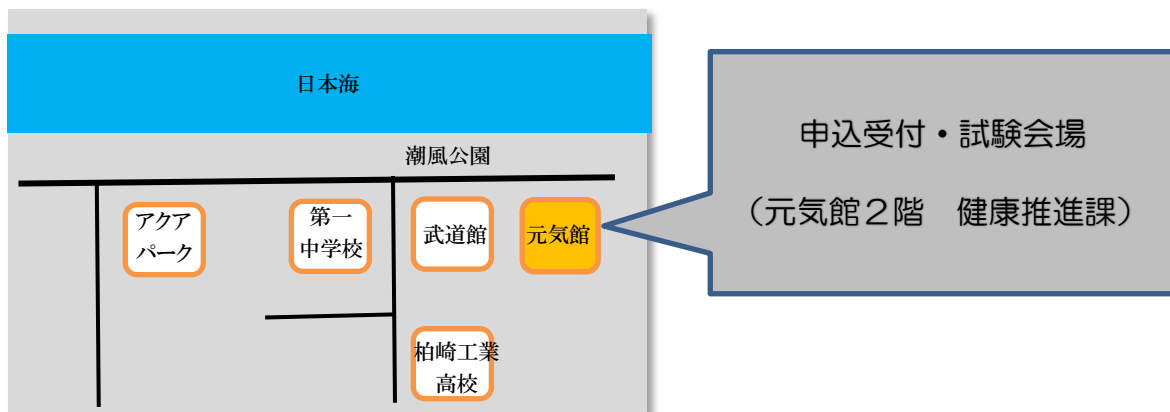 日本海
潮風公園
アクア
パーク
第一
中学校
武道館
元気館
柏崎工業
高校
申込受付・試験会場
（元気館２階　健康推進課）